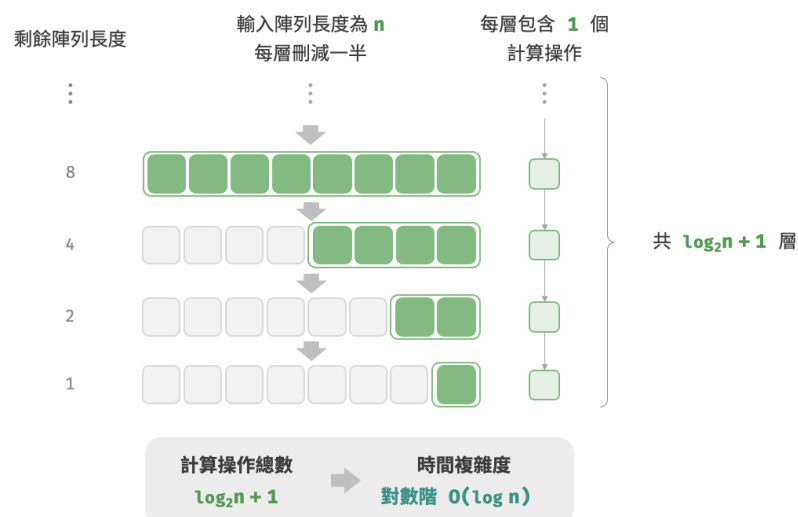 剩餘陣列長度
輸入陣列長度為 n
每層刪減一半
每層包含 1 個
計算操作
8
4
2
1
共 log₂n + 1 層
計算操作總數
log₂n + 1
時間複雜度
對數階 O(log n)